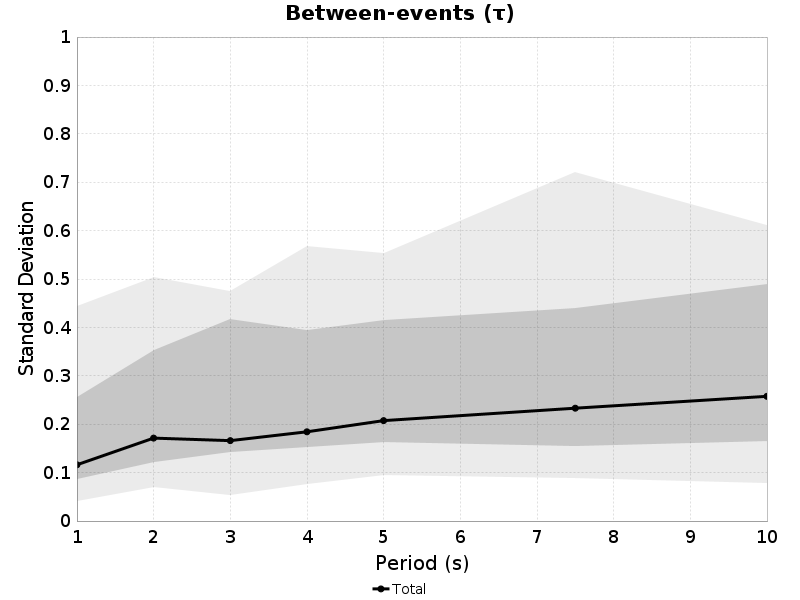 Between-events (τ)
Standard Deviation
1
0.9
0.8
0.7
0.6
0.5
0.4
0.3
0.2
0.1
0
1 2 3 4 5 6 7 8 9 10
Period (s)
Total